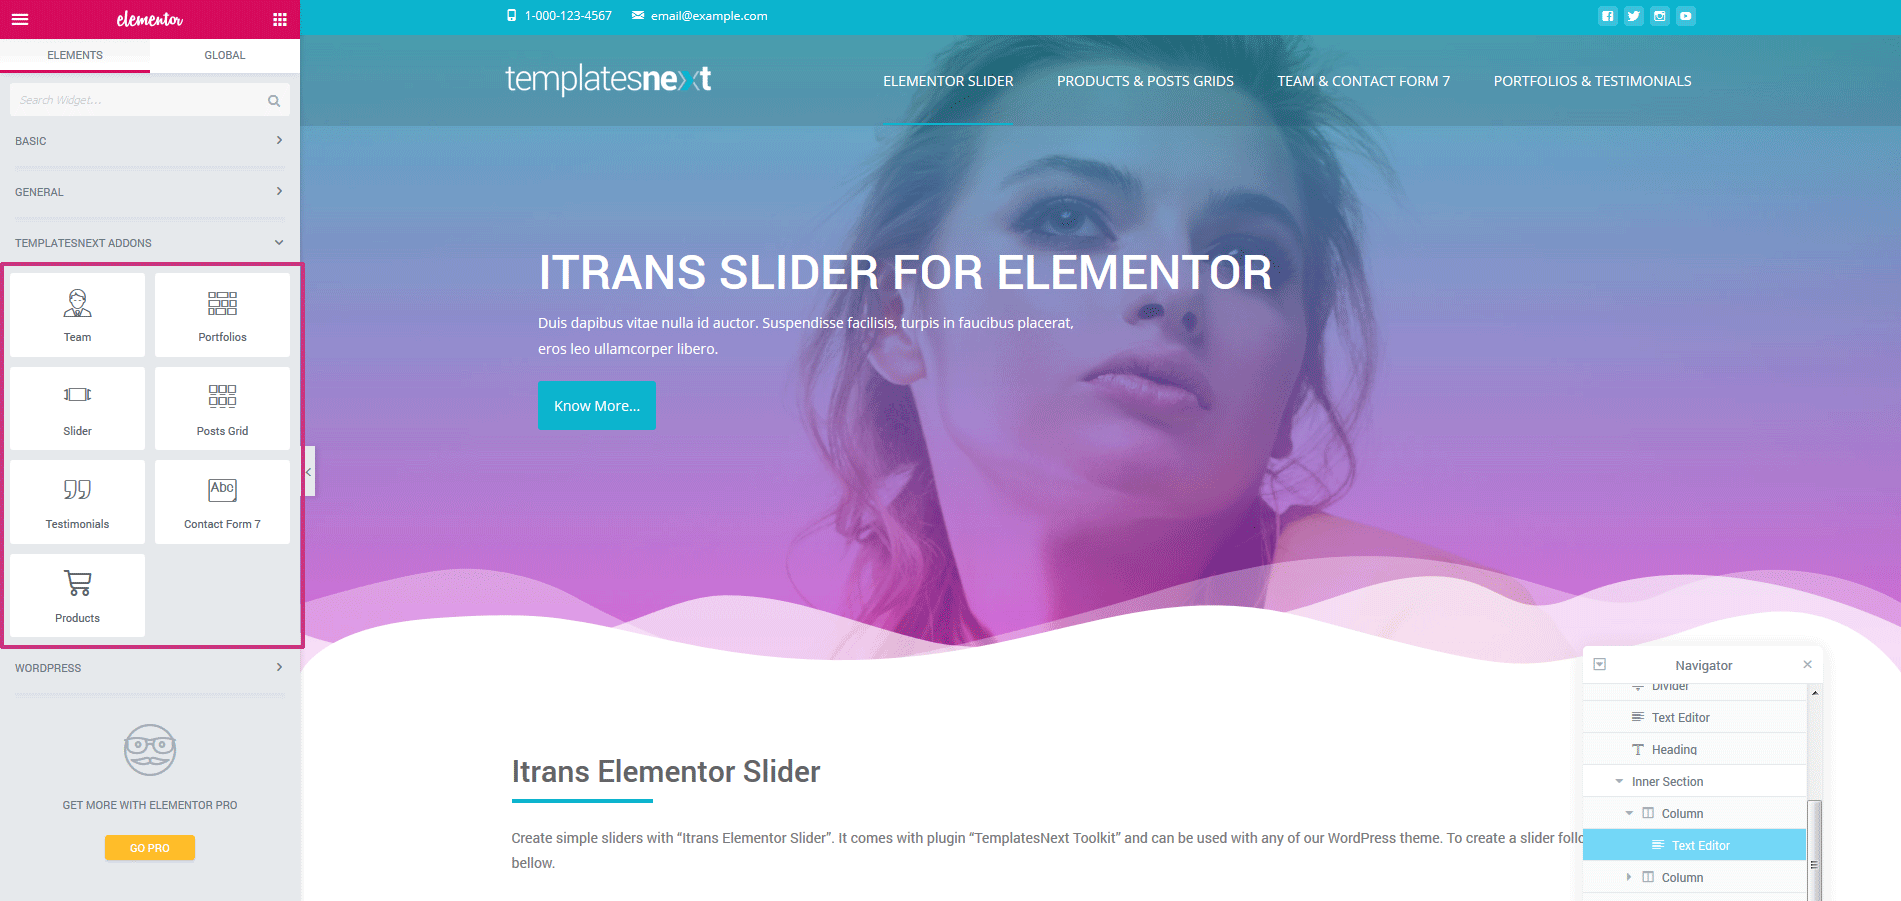 elementor
ELEMENTS
GLOBAL
Search Widget...
BASIC
GENERAL
TEMPLATESNEXT ADDONS
Team
Portfolios
Slider
Posts Grid
Testimonials
Abc
Contact Form 7
Products
WORDPRESS
GET MORE WITH ELEMENTOR PRO
GO PRO
1-000-123-4567
email@example.com
templatesnext
ELEMENTOR SLIDER
PRODUCTS & POSTS GRIDS
TEAM & CONTACT FORM 7
PORTFOLIOS & TESTIMONIALS
ITRANS SLIDER FOR ELEMENTOR
Duis dapibus vitae nulla id auctor. Suspendisse facilisis, turpis in faucibus placerat,
eros leo ullamcorper libero.
Know More...
Itrans Elementor Slider
Create simple sliders with “Itrans Elementor Slider”. It comes with plugin “TemplatesNext Toolkit” and can be used with any of our WordPress theme. To create a slider follo
bellow.
Navigator
Divider
Text Editor
Heading
Inner Section
Column
Text Editor
Column